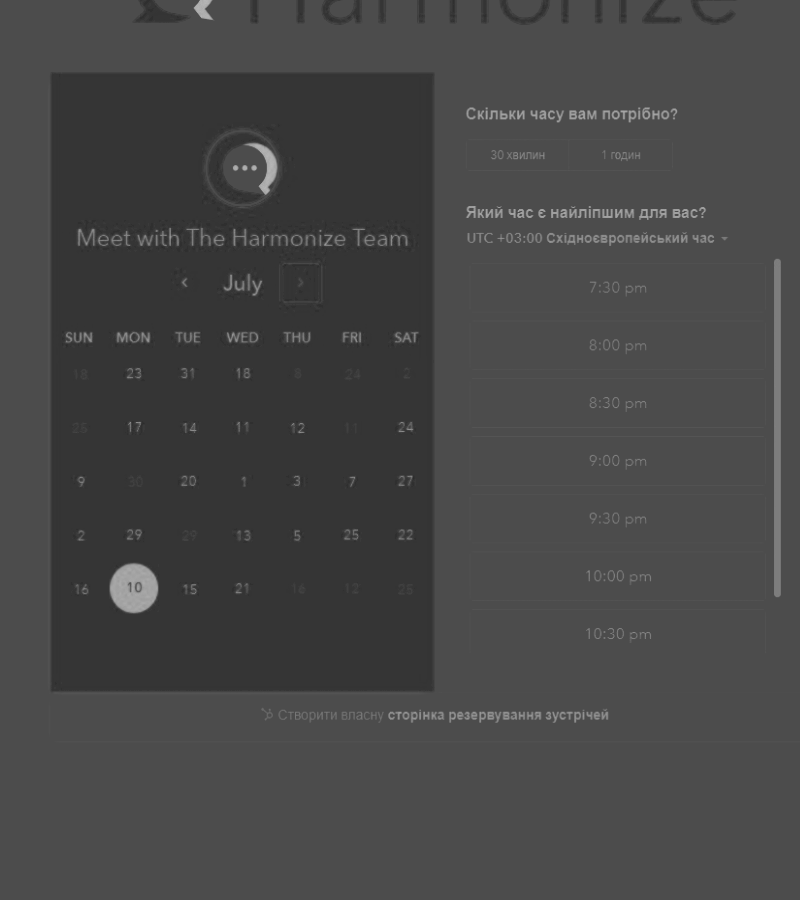 Harmonize
Meet with The Harmonize Team
July
SUN MON TUE WED THU FRI SAT
18 23 31 18 8 24 2
25 17 14 11 12 11 24
9 30 20 1 3 7 27
2 29 29 13 5 25 22
16 10 15 21 16 12 25
Скільки часу вам потрібно?
30 хвилин 1 годин
Який час є найліпшим для вас?
UTC +03:00 Східноєвропейський час
7:30 pm
8:00 pm
8:30 pm
9:00 pm
9:30 pm
10:00 pm
10:30 pm
Створити власну сторінка резервування зустрічей